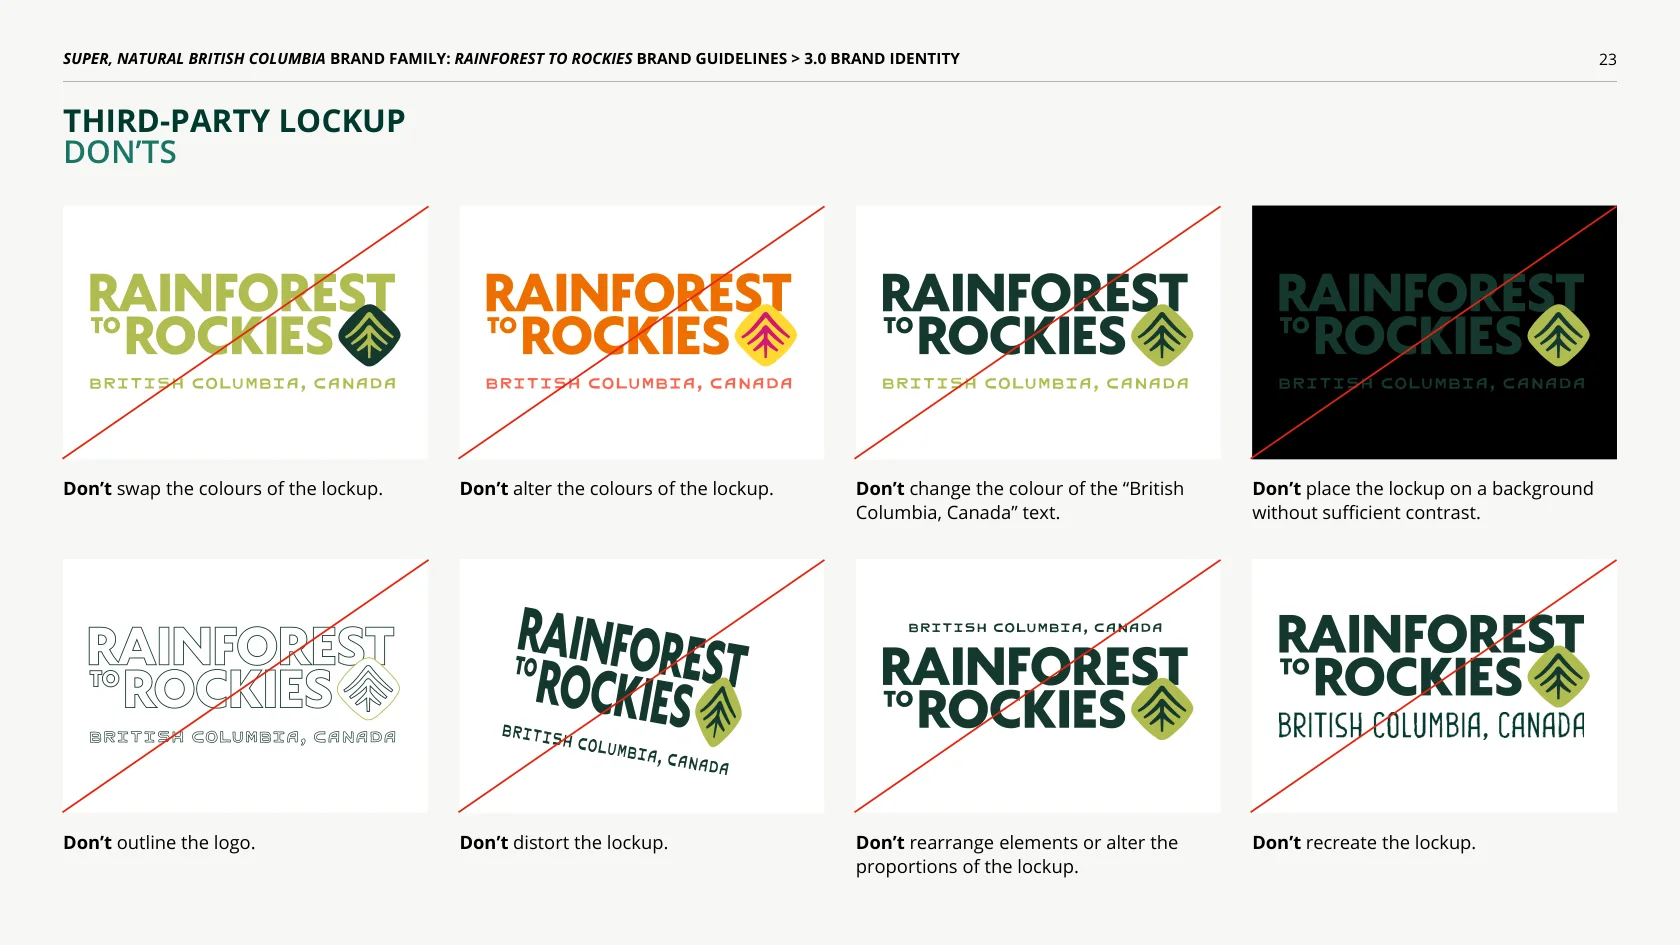 SUPER, NATURAL BRITISH COLUMBIA BRAND FAMILY: RAINFOREST TO ROCKIES BRAND GUIDELINES > 3.0 BRAND IDENTITY
23
THIRD-PARTY LOCKUP
DON’TS
RAINFOREST
TO ROCKIES
BRITISH COLUMBIA, CANADA
Don’t swap the colours of the lockup.
RAINFOREST
TO ROCKIES
BRITISH COLUMBIA, CANADA
Don’t alter the colours of the lockup.
RAINFOREST
TO ROCKIES
BRITISH COLUMBIA, CANADA
Don’t change the colour of the “British
Columbia, Canada” text.
RAINFOREST
TO ROCKIES
BRITISH COLUMBIA, CANADA
Don’t place the lockup on a background
without sufficient contrast.
RAINFOREST
TO ROCKIES
BRITISH COLUMBIA, CANADA
Don’t outline the logo.
RAINFOREST
TO ROCKIES
BRITISH COLUMBIA, CANADA
Don’t distort the lockup.
BRITISH COLUMBIA, CANADA
RAINFOREST
TO ROCKIES
Don’t rearrange elements or alter the
proportions of the lockup.
RAINFOREST
TO ROCKIES
BRITISH COLUMBIA, CANADA
Don’t recreate the lockup.